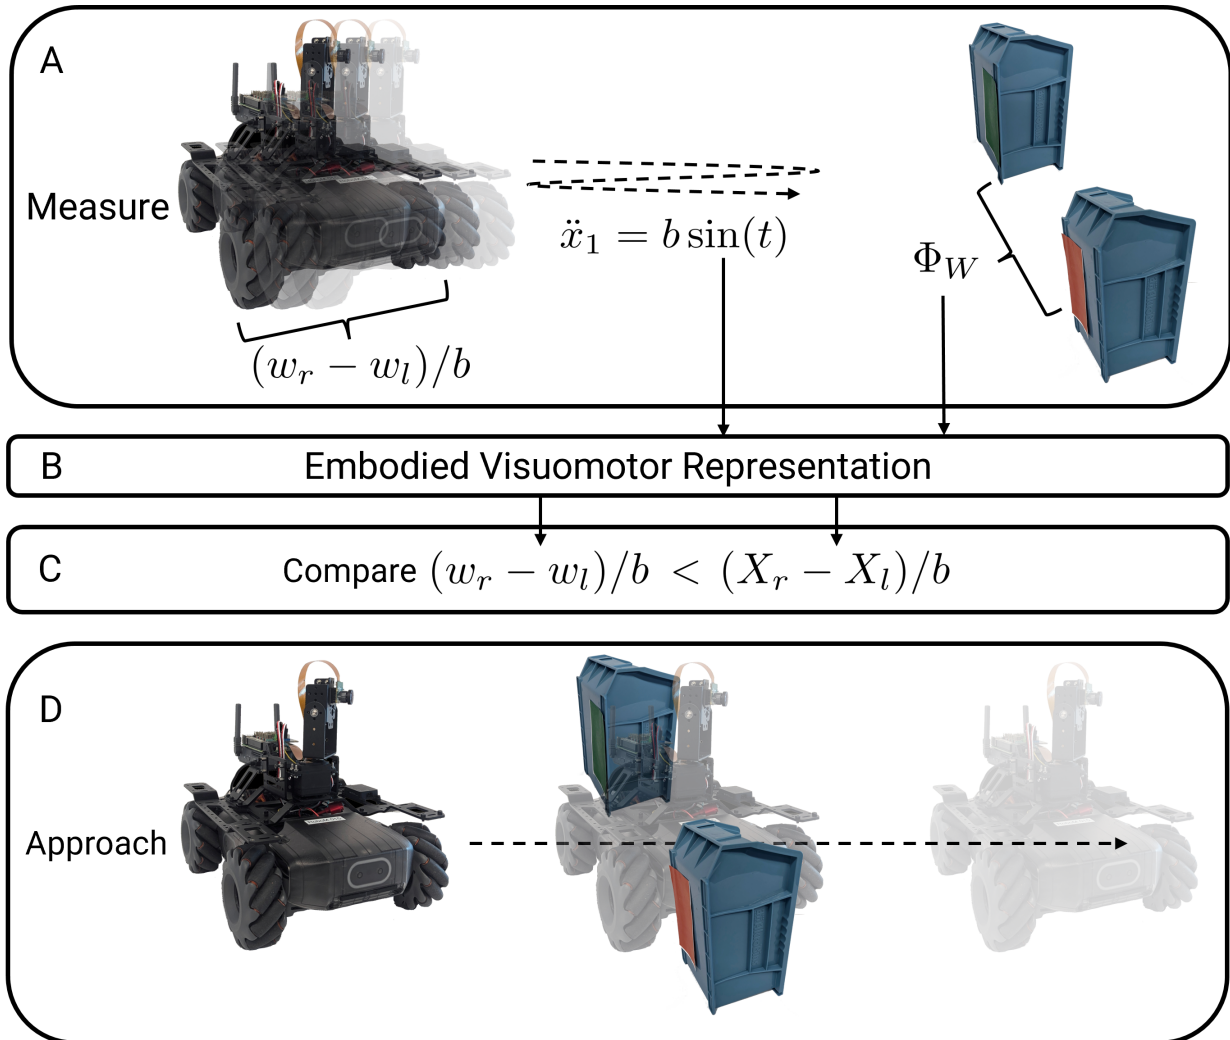 A
Measure
ẍ₁ = b sin(t)
Φ_W
(w_r − w_l)/b
B
Embodied Visuomotor Representation
C
Compare (w_r − w_l)/b < (X_r − X_l)/b
D
Approach